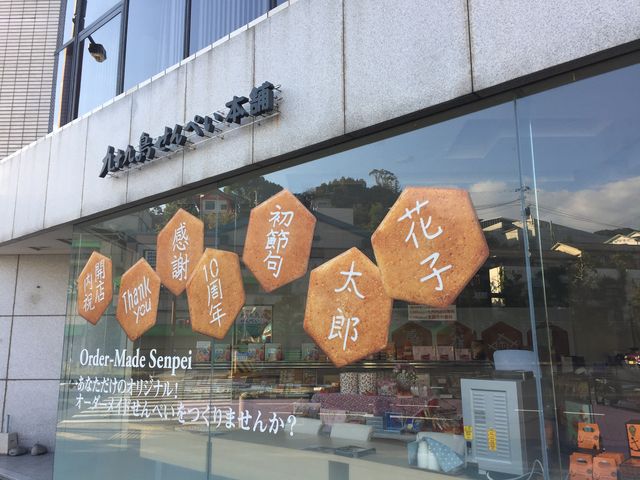 九十九島せんぺい本舗
開店
内祝
Thank
you
感謝
10周年
初節句
太郎
花子
Order-Made Senpei
あなただけのオリジナル！
オーダーメイドせんぺいをつくりませんか？